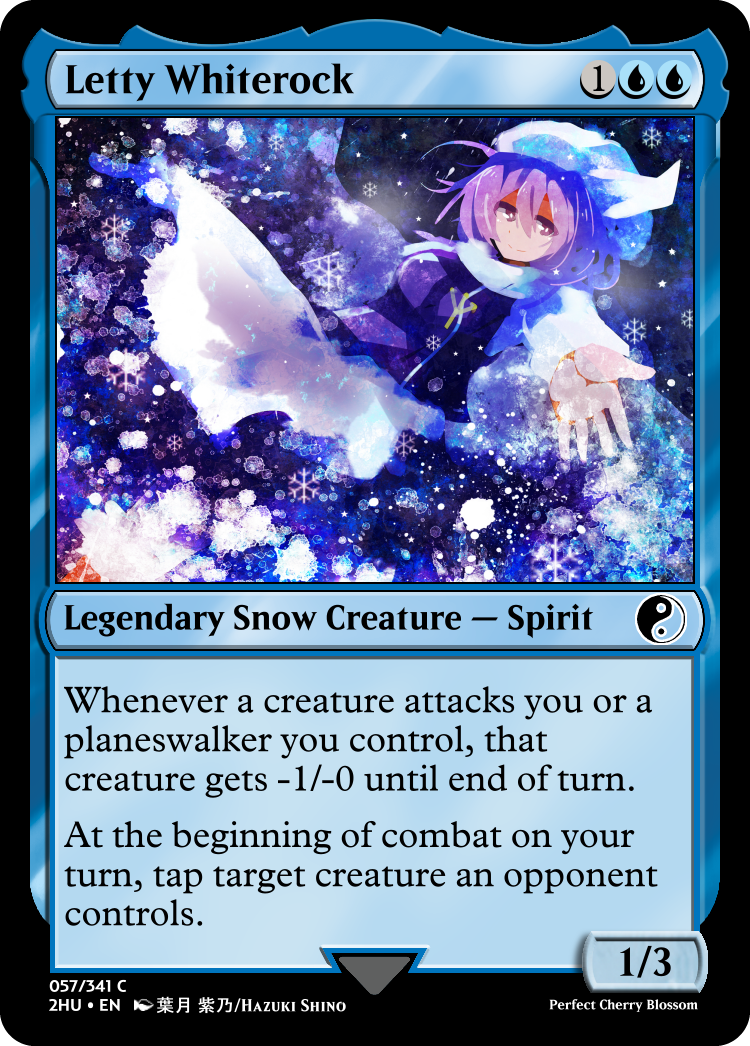 Letty Whiterock 1
Legendary Snow Creature — Spirit
Whenever a creature attacks you or a
planeswalker you control, that
creature gets -1/-0 until end of turn.
At the beginning of combat on your
turn, tap target creature an opponent
controls.
1/3
057/341 C
2HU • EN 葉月 紫乃/Hazuki Shino
Perfect Cherry Blossom